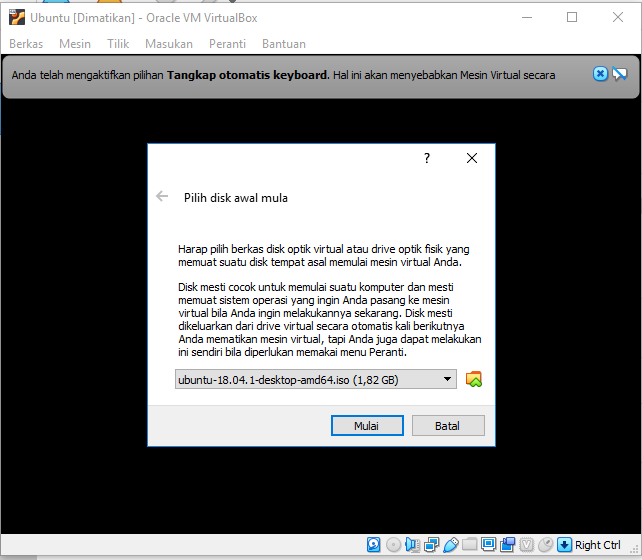 Ubuntu [Dimatikan] - Oracle VM VirtualBox
Berkas Mesin Tilik Masukan Peranti Bantuan
Anda telah mengaktifkan pilihan Tangkap otomatis keyboard. Hal ini akan menyebabkan Mesin Virtual secara
?
Pilih disk awal mula
Harap pilih berkas disk optik virtual atau drive optik fisik yang
memuat suatu disk tempat asal memulai mesin virtual Anda.
Disk mesti cocok untuk memulai suatu komputer dan mesti
memuat sistem operasi yang ingin Anda pasang ke mesin
virtual bila Anda ingin melakukannya sekarang. Disk mesti
dikeluarkan dari drive virtual secara otomatis kali berikutnya
Anda mematikan mesin virtual, tapi Anda juga dapat melakukan
ini sendiri bila diperlukan memakai menu Peranti.
ubuntu-18.04.1-desktop-amd64.iso (1,82 GB)
Mulai Batal
Right Ctrl